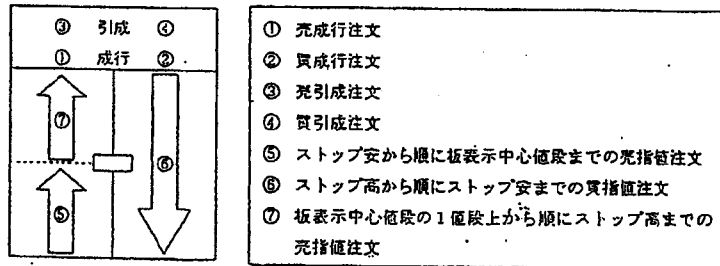 ③ 引成 ④
① 成行 ②
⑦
⑥
⑤
① 売成行注文
② 買成行注文
③ 売引成注文
④ 買引成注文
⑤ ストップ安から順に板表示中心値段までの売指値注文
⑥ ストップ高から順にストップ安までの買指値注文
⑦ 板表示中心値段の1値段上から順にストップ高までの
売指値注文